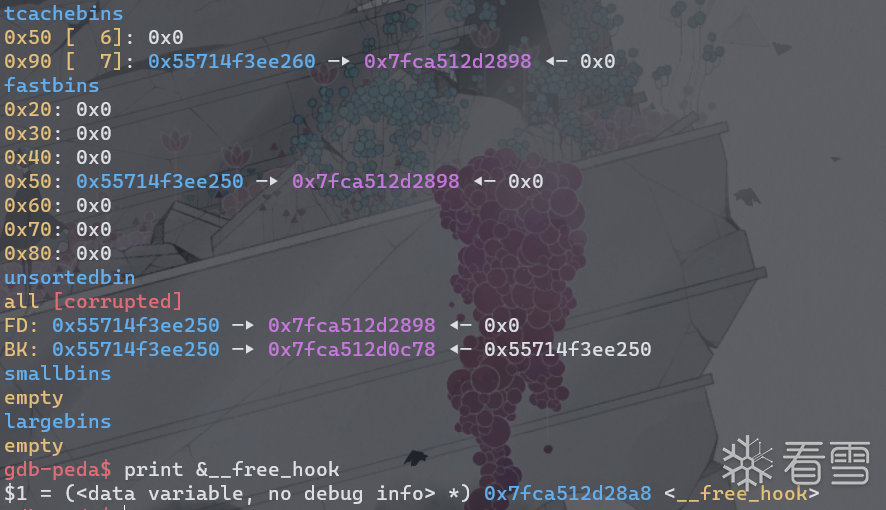 tcachebins
0x50 [  6]: 0x0
0x90 [  7]: 0x55714f3ee260 —▸ 0x7fca512d2898 ◂— 0x0
fastbins
0x20: 0x0
0x30: 0x0
0x40: 0x0
0x50: 0x55714f3ee250 —▸ 0x7fca512d2898 ◂— 0x0
0x60: 0x0
0x70: 0x0
0x80: 0x0
unsortedbin
all [corrupted]
FD: 0x55714f3ee250 —▸ 0x7fca512d2898 ◂— 0x0
BK: 0x55714f3ee250 —▸ 0x7fca512d0c78 ◂— 0x55714f3ee250
smallbins
empty
largebins
empty
gdb-peda$ print &__free_hook
$1 = (<data variable, no debug info> *) 0x7fca512d28a8 <__free_hook>
看雪